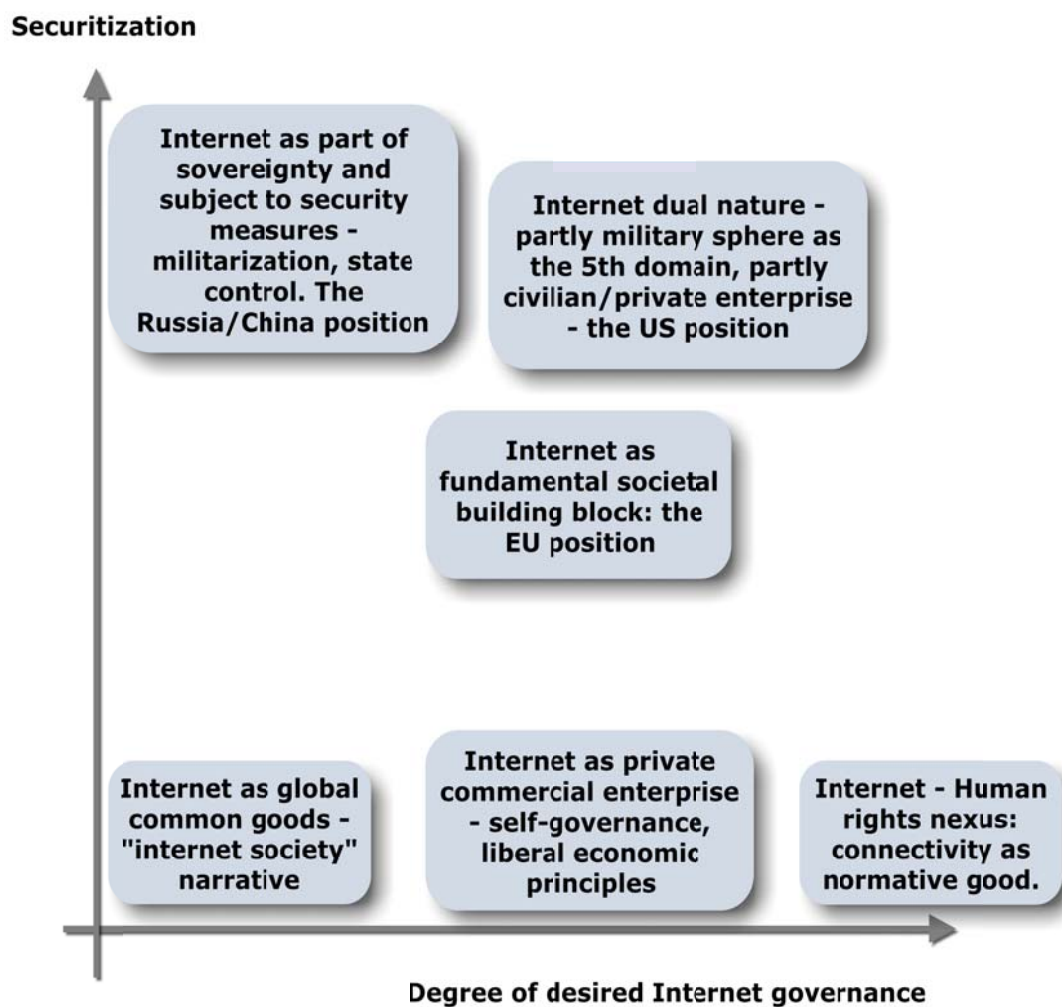 Securitization
Internet as part of
sovereignty and
subject to security
measures -
militarization, state
control. The
Russia/China position
Internet dual nature -
partly military sphere as
the 5th domain, partly
civilian/private enterprise
- the US position
Internet as
fundamental societal
building block: the
EU position
Internet as global
common goods -
"internet society"
narrative
Internet as private
commercial enterprise
- self-governance,
liberal economic
principles
Internet - Human
rights nexus:
connectivity as
normative good.
Degree of desired Internet governance